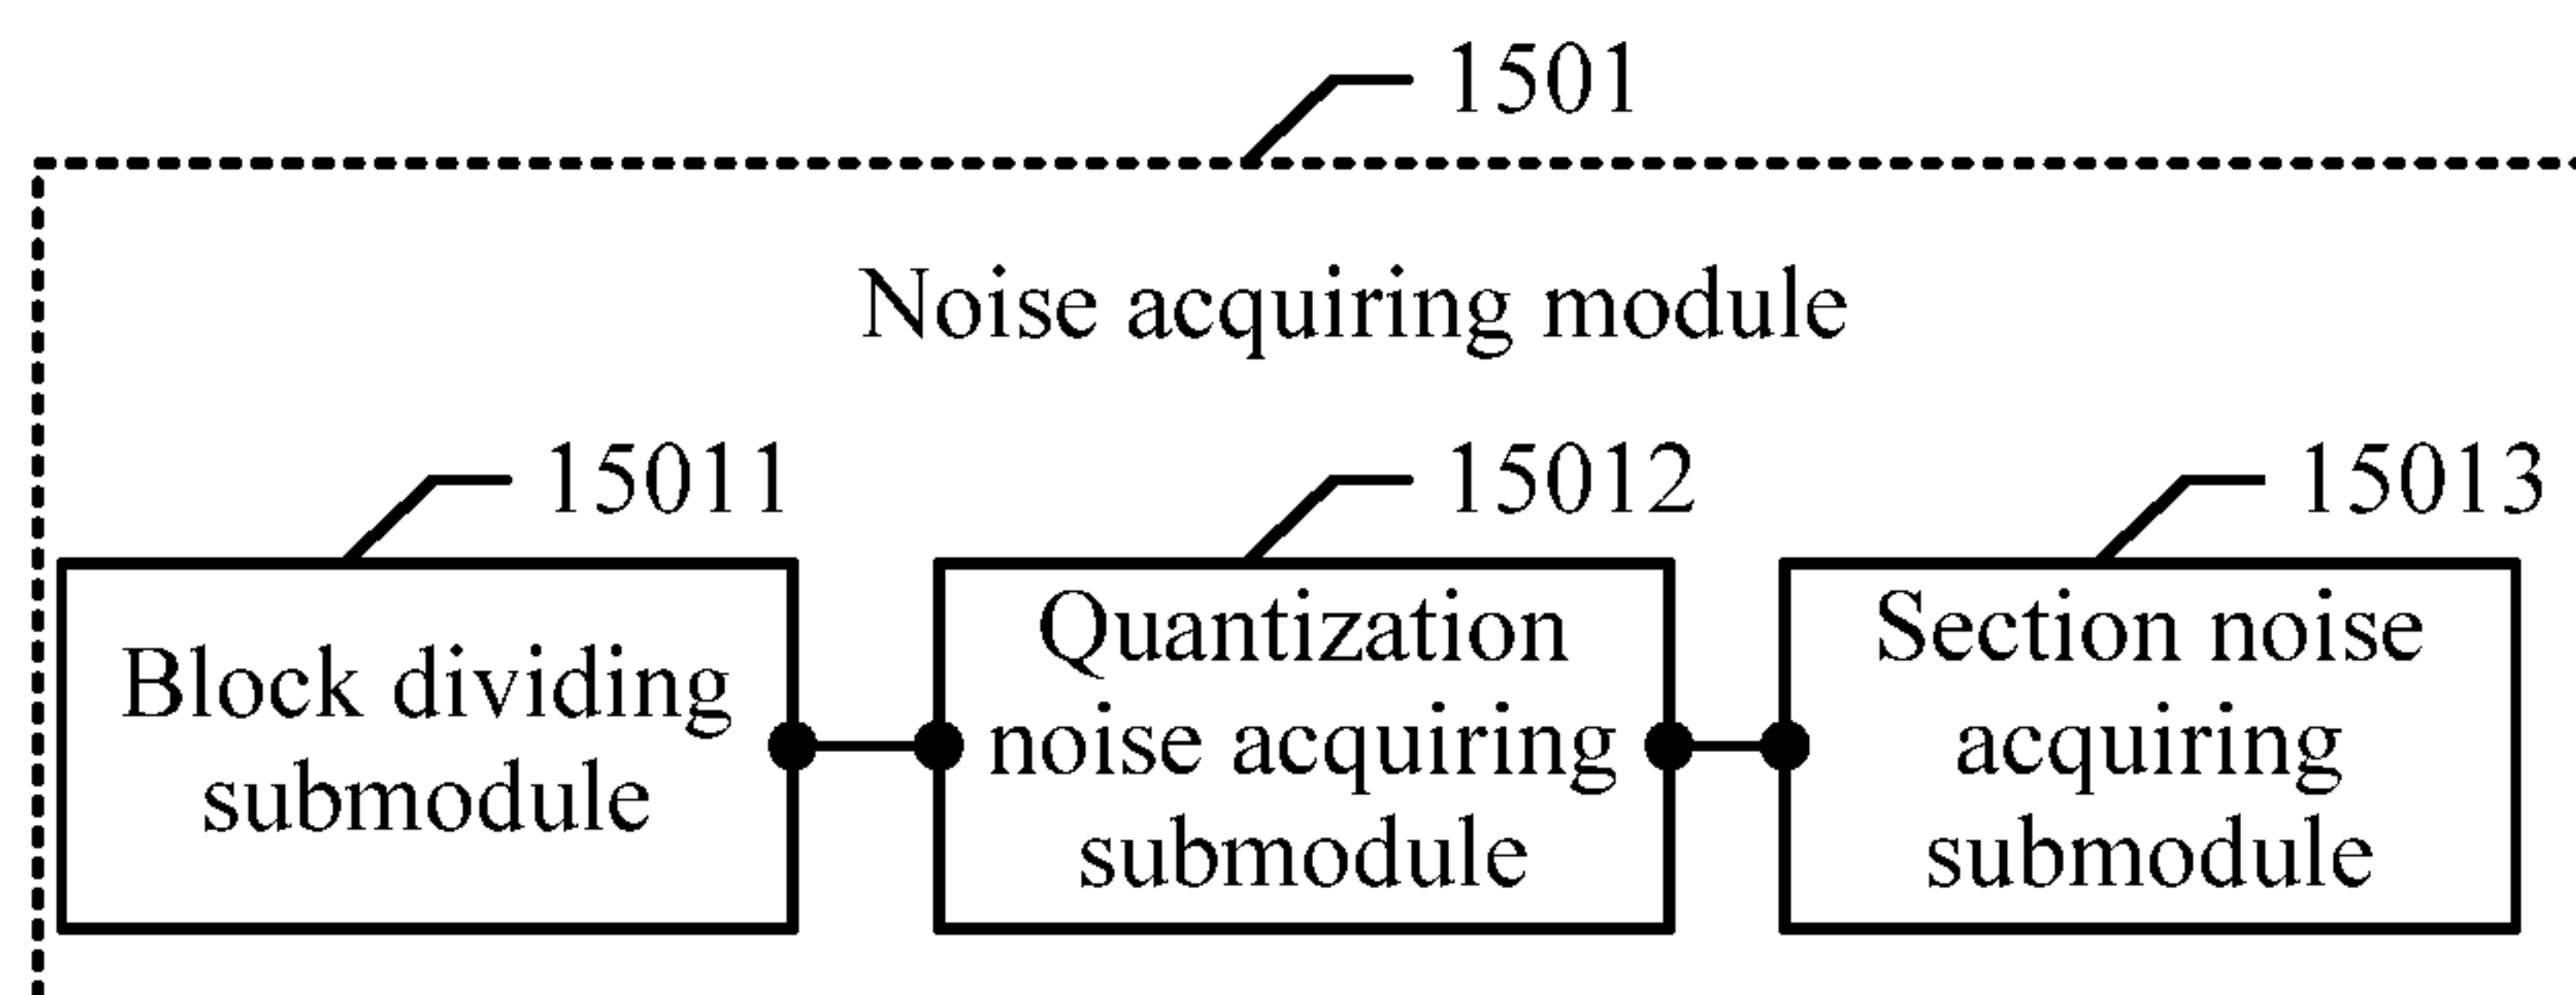 1501
Noise acquiring module
15011
15012
15013
Block dividing
submodule
Quantization
noise acquiring
submodule
Section noise
acquiring
submodule